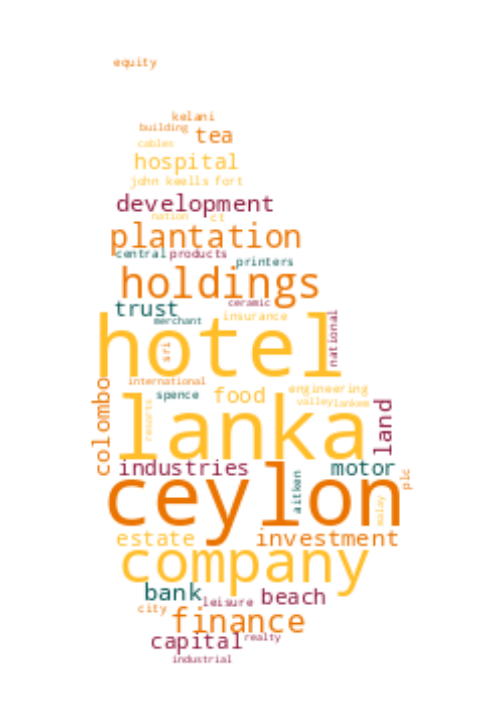 equity
kelani
building
tea
cables
hospital
john keells fort
development
nation ct
plantation
central products
printers
holdings
ceramic
trust
insurance
merchant
hotel
national
sri
international
colombo
spence
food
engineering
valley lankem
resorts
lanka
land
industries
motor
aitken
plc
ceylon
malay
estate
investment
company
bank
leisure
beach
city
finance
capital
realty
industrial